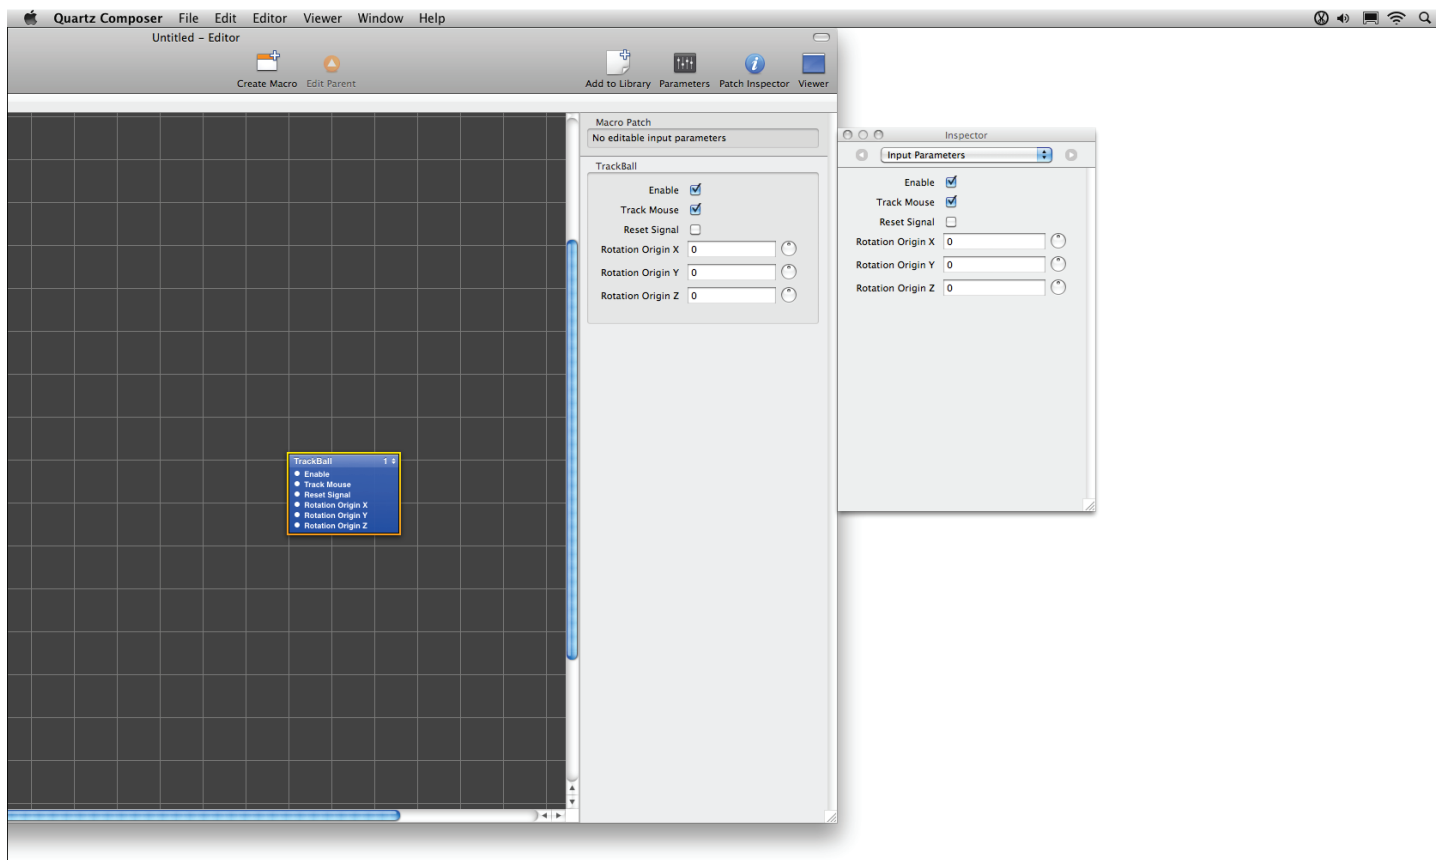 Quartz Composer File Edit Editor Viewer Window Help
Untitled – Editor
Create Macro Edit Parent Add to Library Parameters Patch Inspector Viewer
Macro Patch
No editable input parameters
TrackBall
Enable
Track Mouse
Reset Signal
Rotation Origin X 0
Rotation Origin Y 0
Rotation Origin Z 0
Inspector
Input Parameters
Enable
Track Mouse
Reset Signal
Rotation Origin X 0
Rotation Origin Y 0
Rotation Origin Z 0
TrackBall 1
Enable
Track Mouse
Reset Signal
Rotation Origin X
Rotation Origin Y
Rotation Origin Z